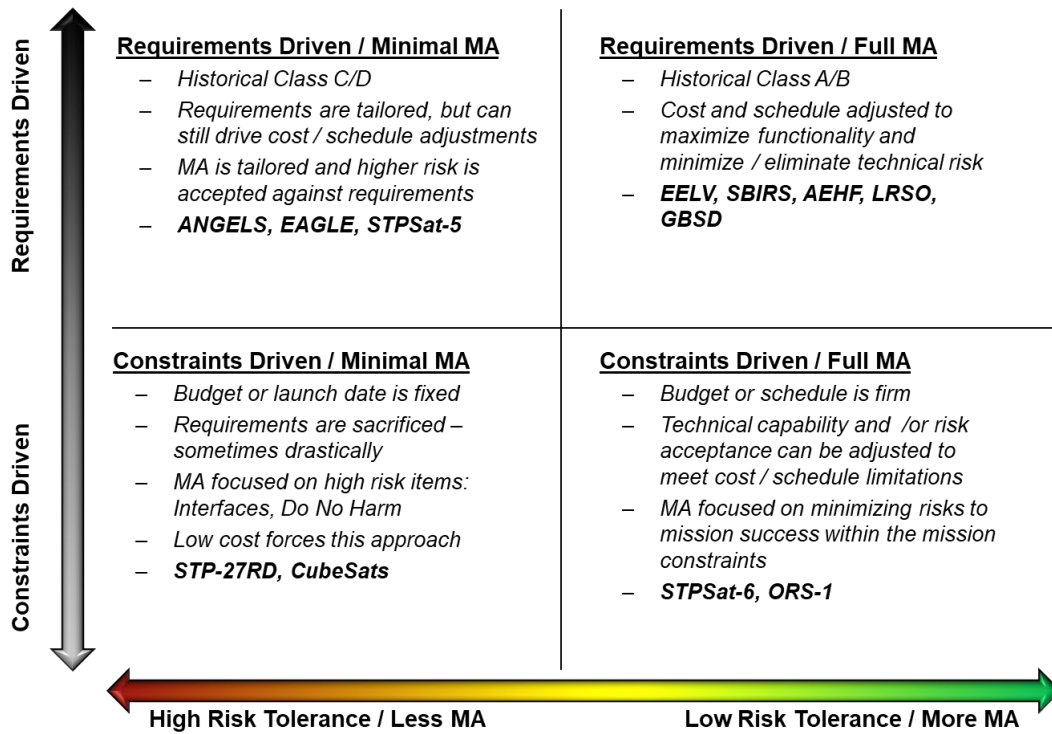 Requirements Driven
Requirements Driven / Minimal MA
– Historical Class C/D
– Requirements are tailored, but can
still drive cost / schedule adjustments
– MA is tailored and higher risk is
accepted against requirements
– ANGELS, EAGLE, STPSat-5
Requirements Driven / Full MA
– Historical Class A/B
– Cost and schedule adjusted to
maximize functionality and
minimize / eliminate technical risk
– EELV, SBIRS, AEHF, LRSO,
GBSD
Constraints Driven
Constraints Driven / Minimal MA
– Budget or launch date is fixed
– Requirements are sacrificed –
sometimes drastically
– MA focused on high risk items:
Interfaces, Do No Harm
– Low cost forces this approach
– STP-27RD, CubeSats
Constraints Driven / Full MA
– Budget or schedule is firm
– Technical capability and /or risk
acceptance can be adjusted to
meet cost / schedule limitations
– MA focused on minimizing risks to
mission success within the mission
constraints
– STPSat-6, ORS-1
High Risk Tolerance / Less MA
Low Risk Tolerance / More MA